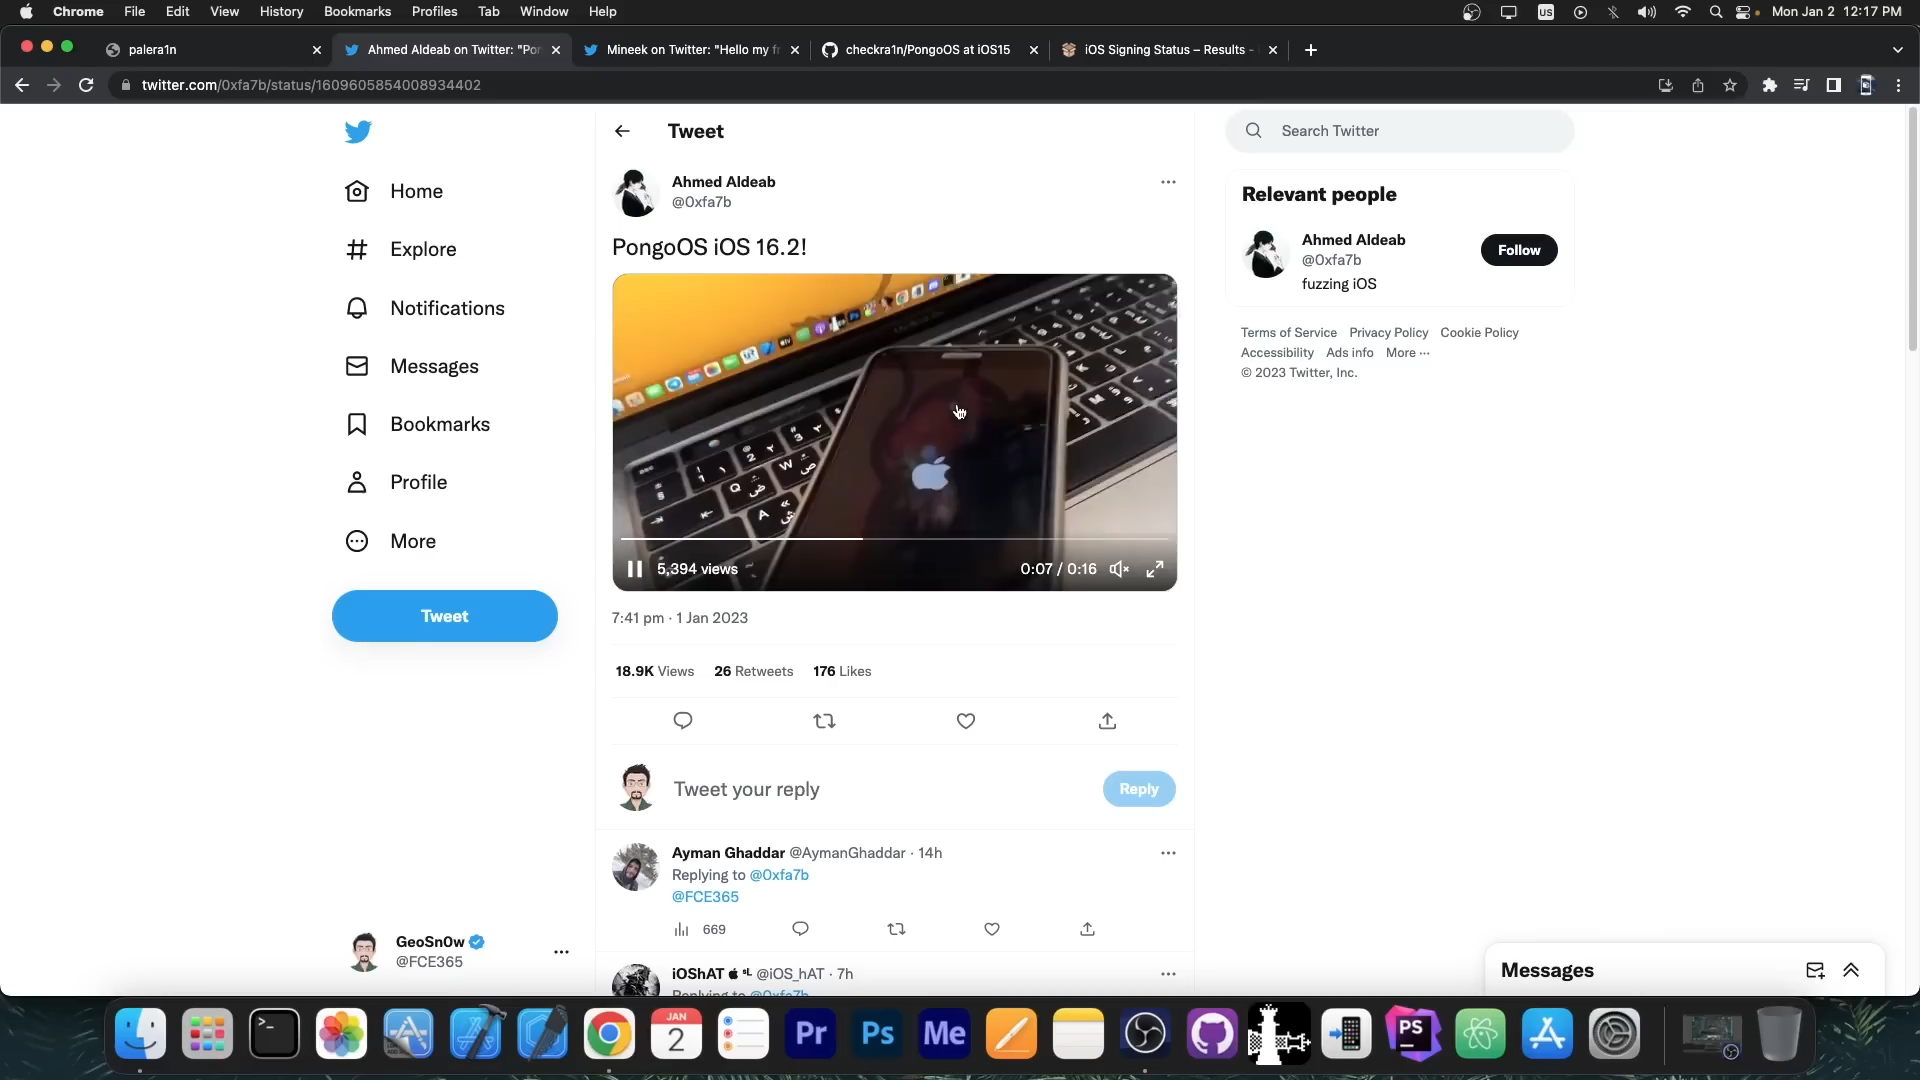 Chrome File Edit View History Bookmarks Profiles Tab Window Help
US
Mon Jan 2 12:17 PM
palera1n
Ahmed Aldeab on Twitter: "Pon
Mineek on Twitter: "Hello my fr
checkra1n/PongoOS at iOS15
iOS Signing Status – Results -
twitter.com/0xfa7b/status/1609605854008934402
Home
Explore
Notifications
Messages
Bookmarks
Profile
More
Tweet
GeoSn0w
@FCE365
Tweet
Ahmed Aldeab
@0xfa7b
PongoOS iOS 16.2!
5,394 views
0:07 / 0:16
7:41 pm · 1 Jan 2023
18.9K Views 26 Retweets 176 Likes
Tweet your reply
Reply
Ayman Ghaddar @AymanGhaddar · 14h
Replying to @0xfa7b
@FCE365
669
iOShAT @iOS_hAT · 7h
Replying to @0xfa7b
Search Twitter
Relevant people
Ahmed Aldeab
@0xfa7b
Follow
fuzzing iOS
Terms of Service Privacy Policy Cookie Policy
Accessibility Ads info More ···
© 2023 Twitter, Inc.
Messages
JAN
2
Pr
Ps
Me
PS